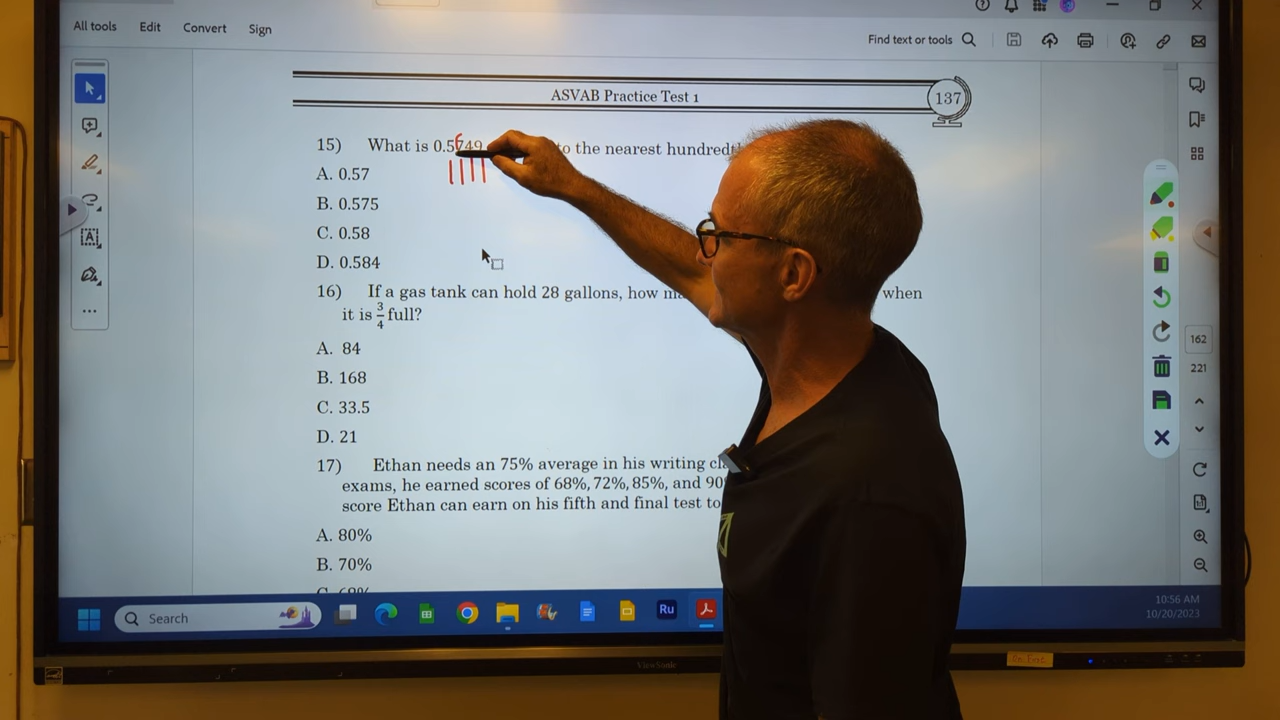 All tools Edit Convert Sign
Find text or tools
ASVAB Practice Test 1
137
15) What is 0.5749 to the nearest
A. 0.57
B. 0.575
C. 0.58
D. 0.584
16) If a gas tank can hold 28 gallons, how when
it is 3/4 full?
A. 84
B. 168
C. 33.5
D. 21
17) Ethan needs an 75% average in his writing
exams, he earned scores of 68%, 72%, 85%, and
score Ethan can earn on his fifth and final test to
A. 80%
B. 70%
162
221
Search
Ru
10:56 AM
10/20/2023
ViewSonic